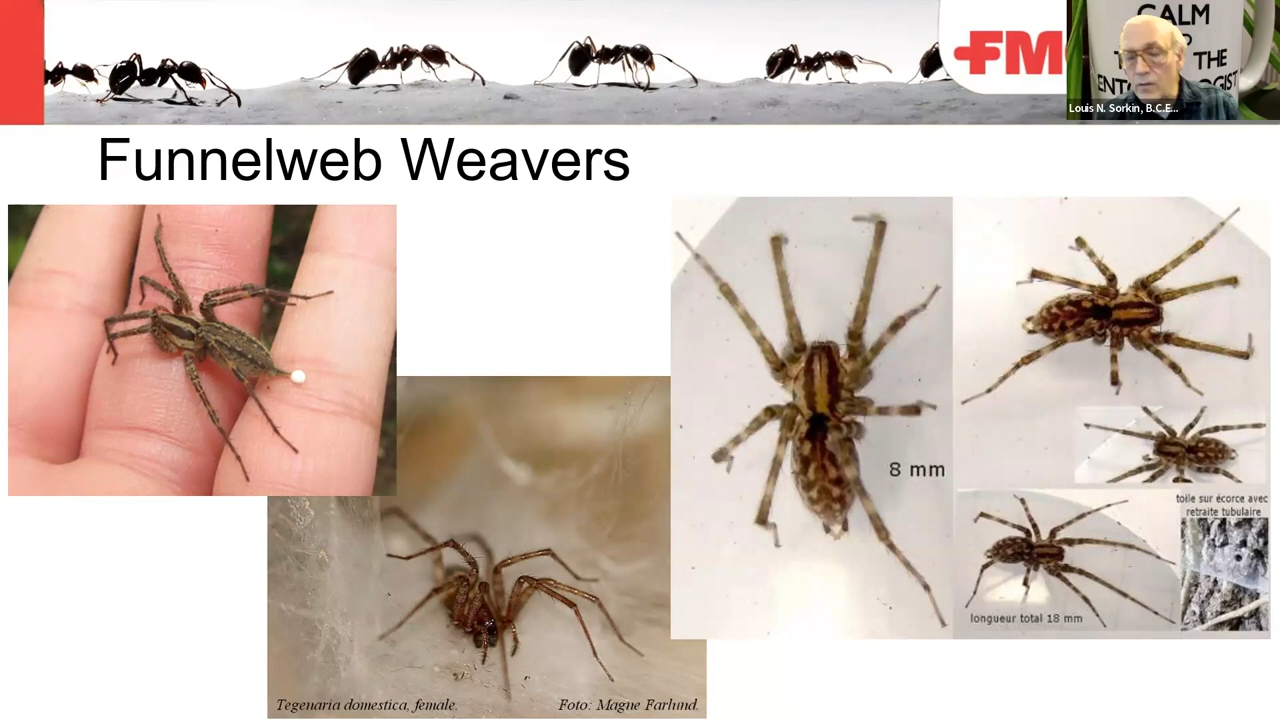 FM
CALM
THE
Louis N. Sorkin, B.C.E...
Funnelweb Weavers
8 mm
toile sur écorce avec
retraite tubulaire
longueur total 18 mm
Tegenaria domestica, female.
Foto: Magne Farlund.